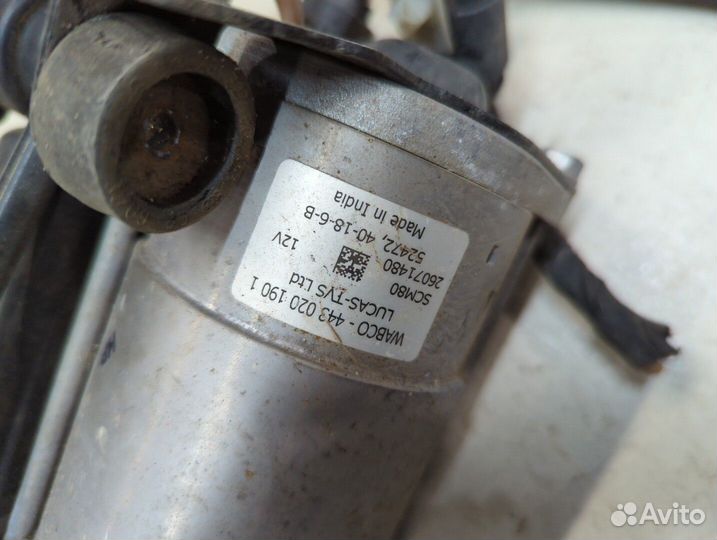 WABCO - 443 020 190 1
LUCAS-TVS Ltd
SCM80
26071480 12V
52472, 40-18-6-B
Made in India
Avito